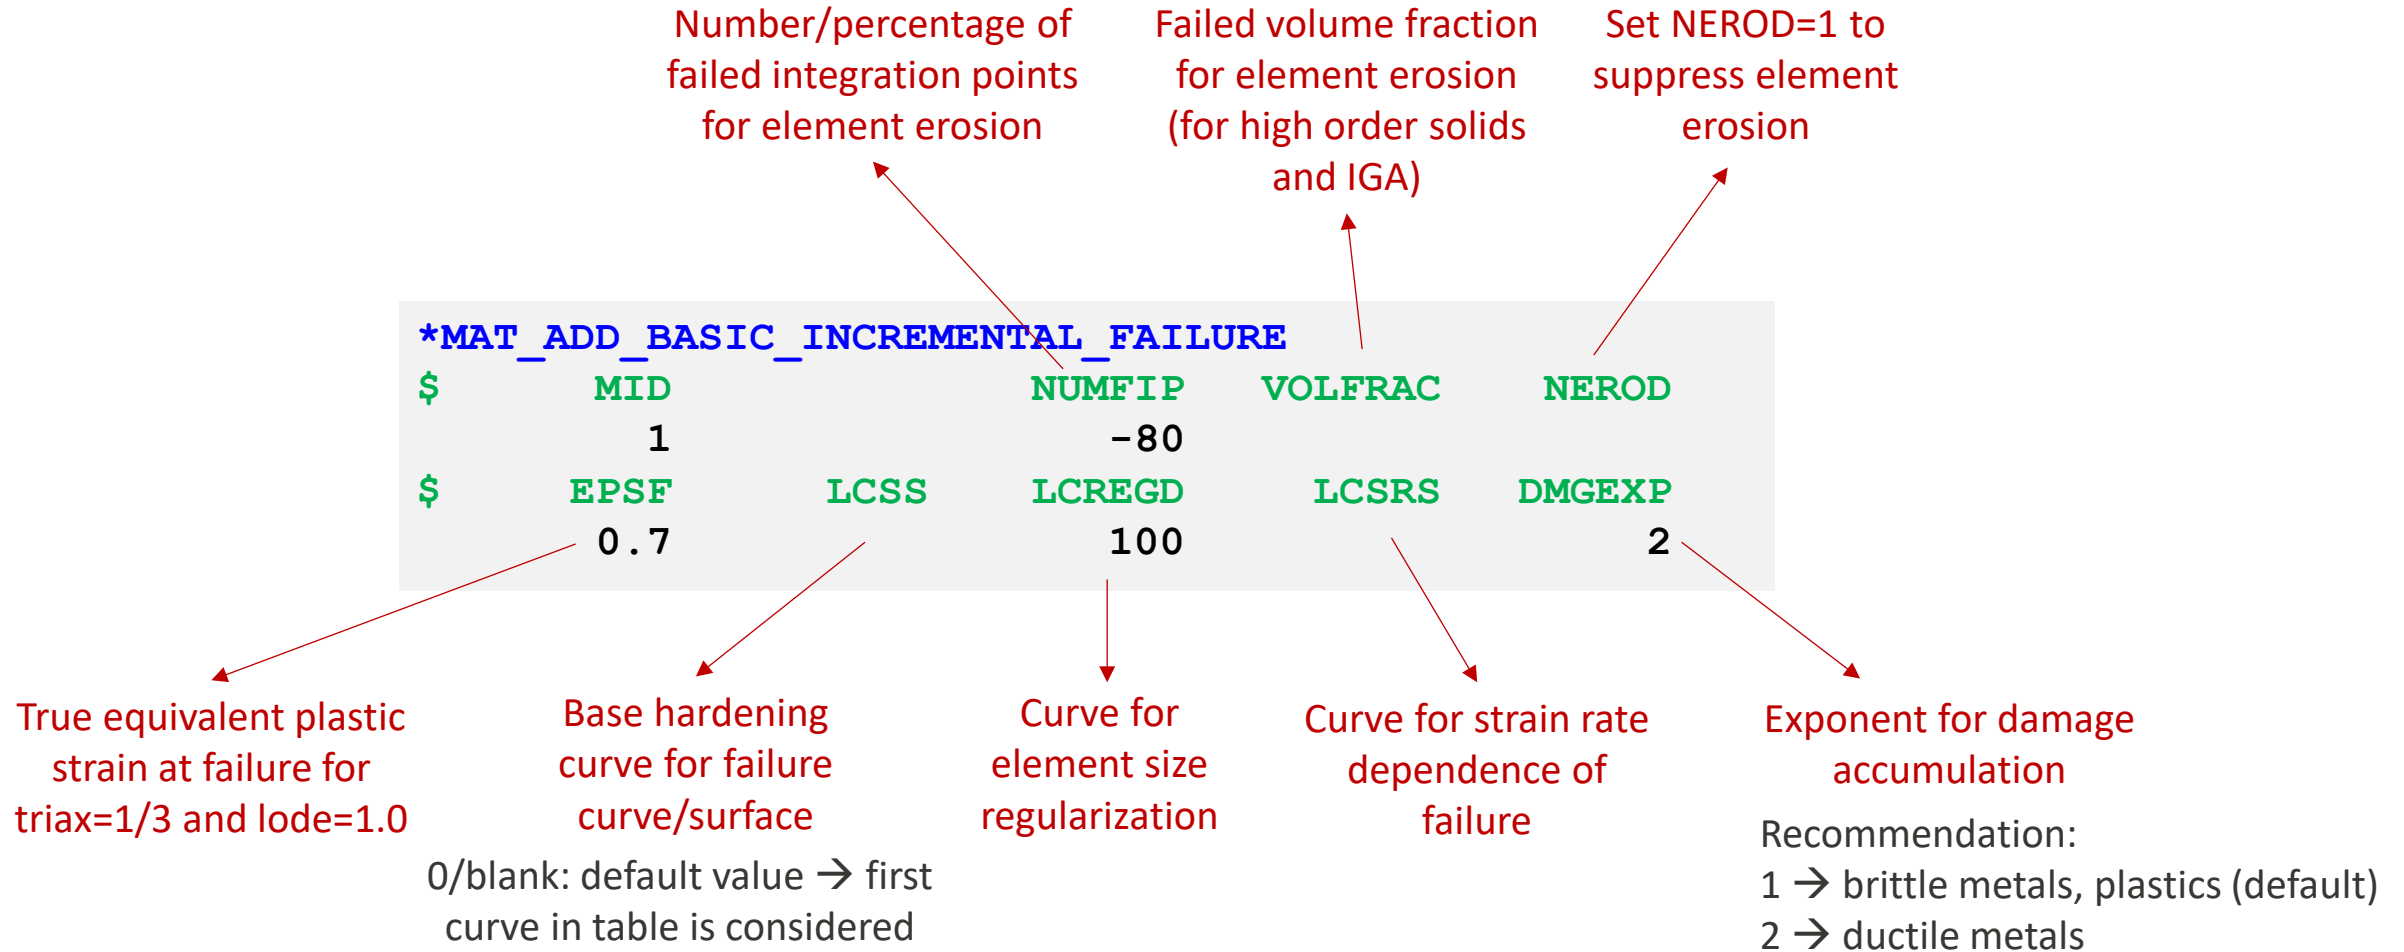 Number/percentage of
failed integration points
for element erosion
Failed volume fraction
for element erosion
(for high order solids
and IGA)
Set NEROD=1 to
suppress element
erosion
*MAT_ADD_BASIC_INCREMENTAL_FAILURE
$ MID NUMFIP VOLFRAC NEROD
1 -80
$ EPSF LCSS LCREGD LCSRS DMGEXP
0.7 100 2
True equivalent plastic
strain at failure for
triax=1/3 and lode=1.0
Base hardening
curve for failure
curve/surface
0/blank: default value → first
curve in table is considered
Curve for
element size
regularization
Curve for strain rate
dependence of
failure
Exponent for damage
accumulation
Recommendation:
1 → brittle metals, plastics (default)
2 → ductile metals